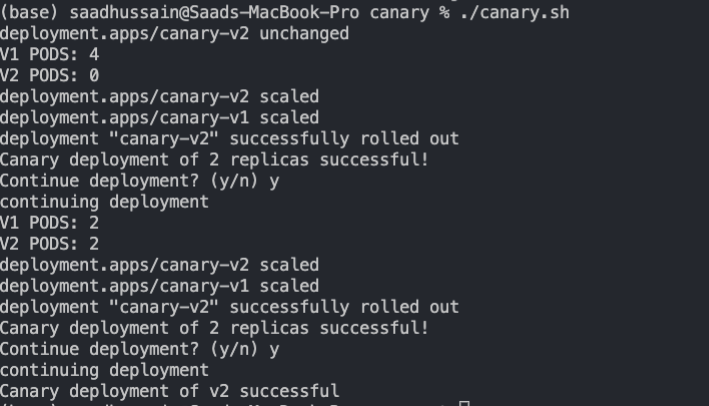 (base) saadhussain@Saads-MacBook-Pro canary % ./canary.sh
deployment.apps/canary-v2 unchanged
V1 PODS: 4
V2 PODS: 0
deployment.apps/canary-v2 scaled
deployment.apps/canary-v1 scaled
deployment "canary-v2" successfully rolled out
Canary deployment of 2 replicas successful!
Continue deployment? (y/n) y
continuing deployment
V1 PODS: 2
V2 PODS: 2
deployment.apps/canary-v2 scaled
deployment.apps/canary-v1 scaled
deployment "canary-v2" successfully rolled out
Canary deployment of 2 replicas successful!
Continue deployment? (y/n) y
continuing deployment
Canary deployment of v2 successful